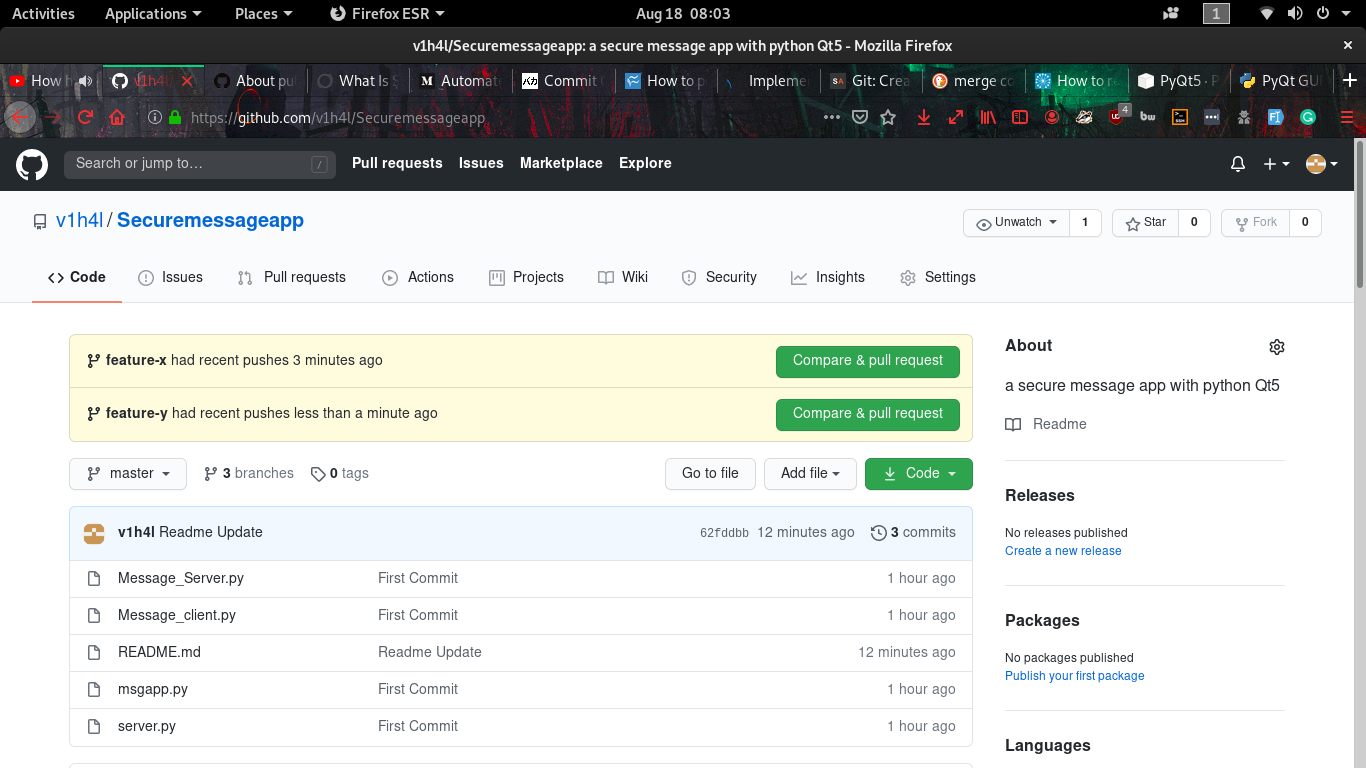 Activities Applications Places Firefox ESR Aug 18 08:03 1
v1h4l/Securemessageapp: a secure message app with python Qt5 - Mozilla Firefox
How h v1h4l/ About pu What Is S Automat Commit ( How to p Impleme Git: Crea merge co How to re PyQt5 · P PyQt GUI
https://github.com/v1h4l/Securemessageapp 4
Search or jump to… / Pull requests Issues Marketplace Explore
v1h4l / Securemessageapp Unwatch 1 Star 0 Fork 0
Code Issues Pull requests Actions Projects Wiki Security Insights Settings
feature-x had recent pushes 3 minutes ago Compare & pull request
feature-y had recent pushes less than a minute ago Compare & pull request
master 3 branches 0 tags Go to file Add file Code
v1h4l Readme Update 62fddbb 12 minutes ago 3 commits
Message_Server.py First Commit 1 hour ago
Message_client.py First Commit 1 hour ago
README.md Readme Update 12 minutes ago
msgapp.py First Commit 1 hour ago
server.py First Commit 1 hour ago
About
a secure message app with python Qt5
Readme
Releases
No releases published
Create a new release
Packages
No packages published
Publish your first package
Languages